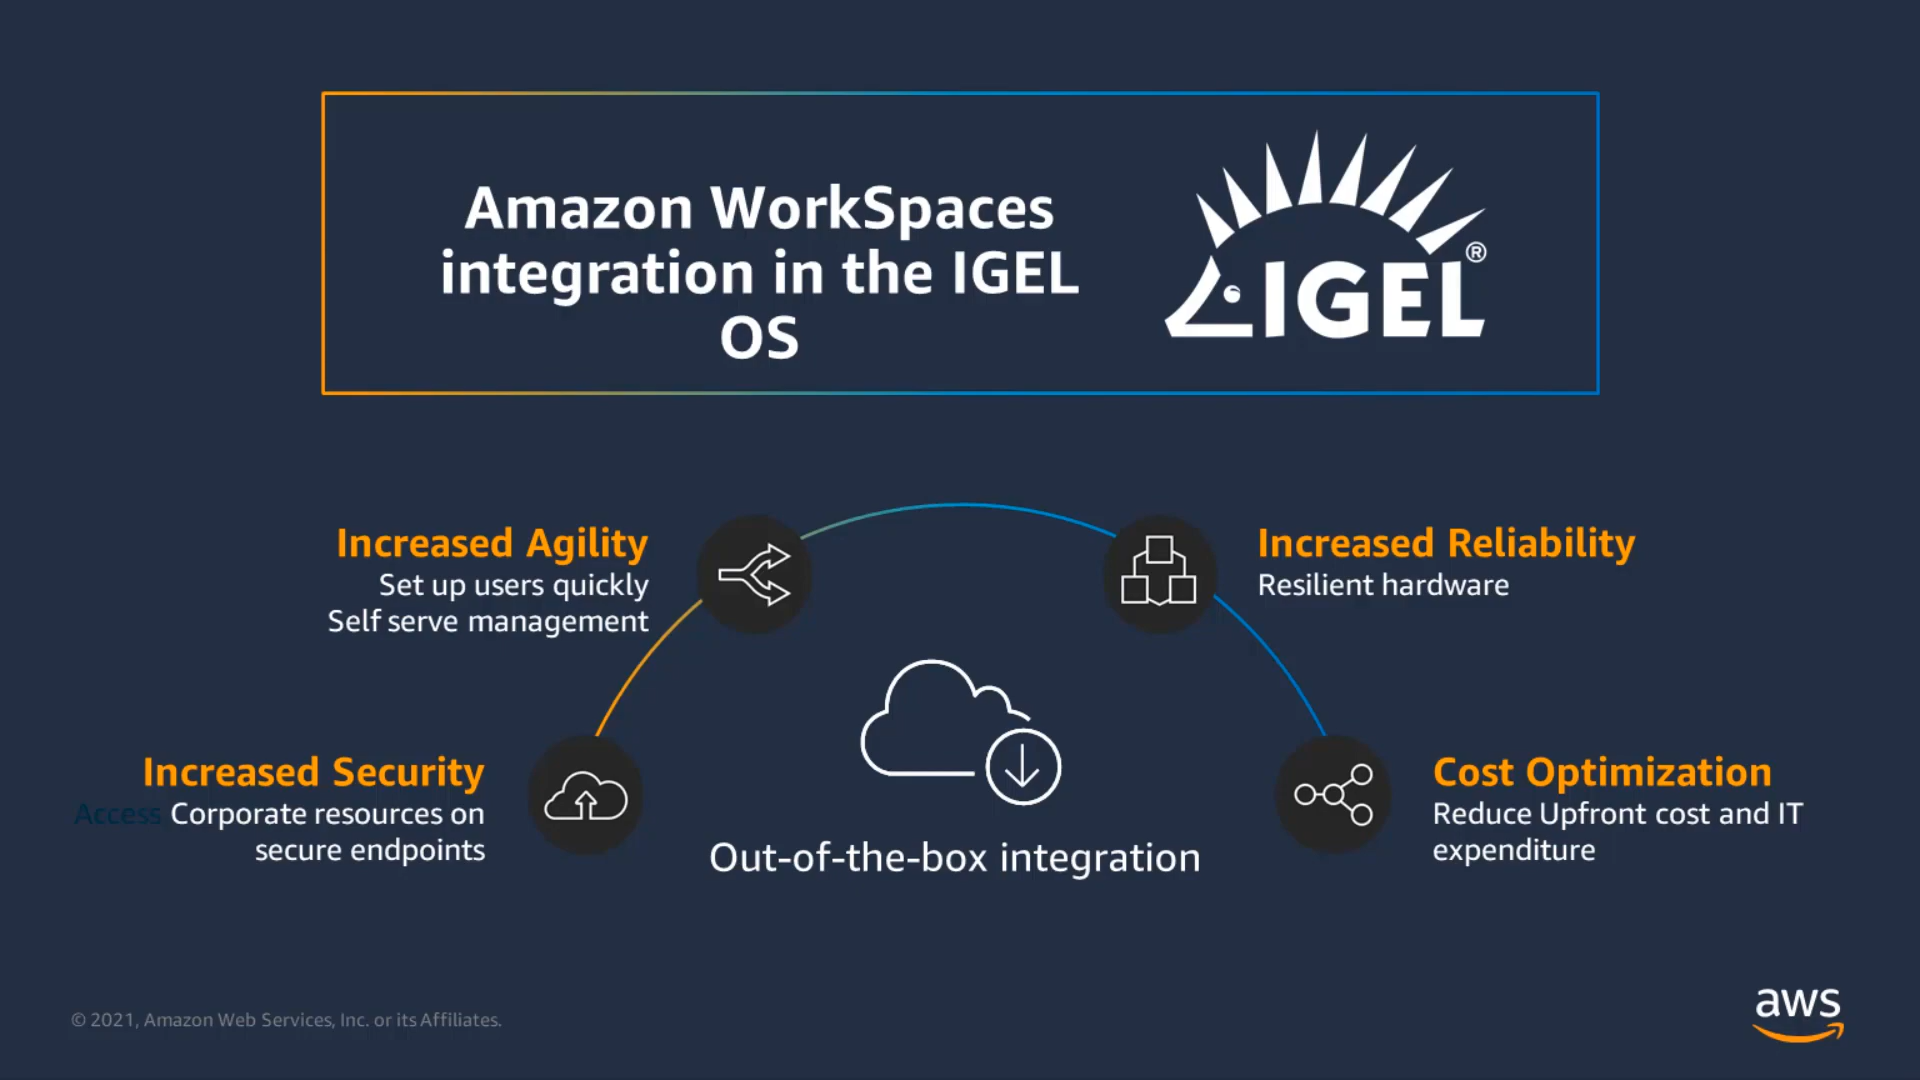 Amazon WorkSpaces
integration in the IGEL
OS
IGEL®
Increased Agility
Set up users quickly
Self serve management
Increased Reliability
Resilient hardware
Increased Security
Access Corporate resources on
secure endpoints
Cost Optimization
Reduce Upfront cost and IT
expenditure
Out-of-the-box integration
© 2021, Amazon Web Services, Inc. or its Affiliates.
aws